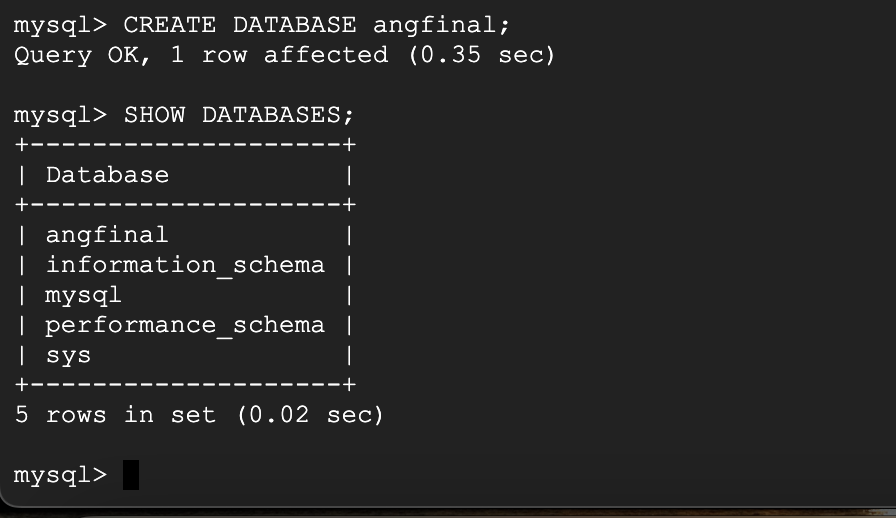 mysql> CREATE DATABASE angfinal;
Query OK, 1 row affected (0.35 sec)
mysql> SHOW DATABASES;
+--------------------+
| Database           |
+--------------------+
| angfinal           |
| information_schema |
| mysql              |
| performance_schema |
| sys                |
+--------------------+
5 rows in set (0.02 sec)
mysql>